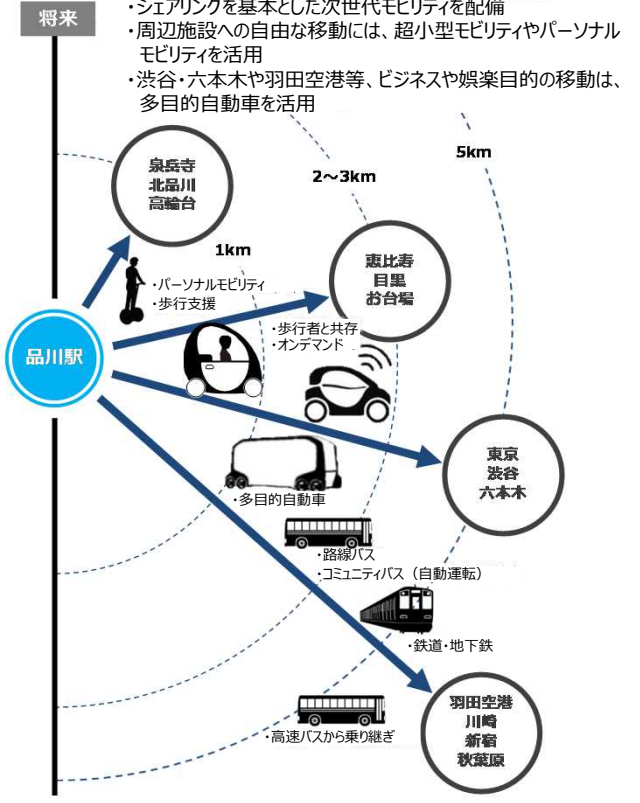 将来
・シェアリングを基本とした次世代モビリティを配備
・周辺施設への自由な移動には、超小型モビリティやパーソナル
モビリティを活用
・渋谷・六本木や羽田空港等、ビジネスや娯楽目的の移動は、
多目的自動車を活用
5km
2～3km
1km
泉岳寺
北品川
高輪台
恵比寿
目黒
お台場
・パーソナルモビリティ
・歩行支援
・歩行者と共存
・オンデマンド
品川駅
東京
渋谷
六本木
・多目的自動車
・路線バス
・コミュニティバス（自動運転）
・鉄道・地下鉄
羽田空港
川崎
新宿
秋葉原
・高速バスから乗り継ぎ